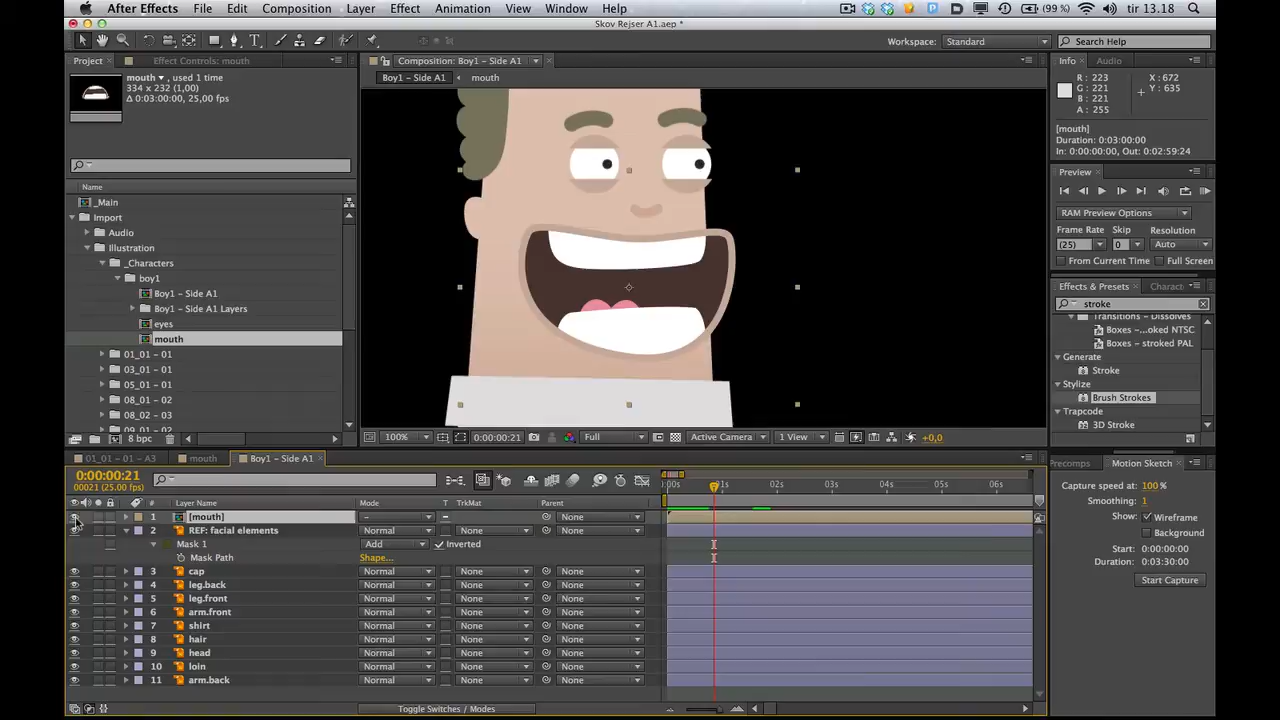 After Effects File Edit Composition Layer Effect Animation View Window Help (99 %) tir 13.18
Skov Rejser A1.aep *
Workspace: Standard Search Help
Project Effect Controls: mouth Composition: Boy1 - Side A1 Info Audio
Boy1 - Side A1 mouth
mouth , used 1 time
334 x 232 (1,00)
Δ 0:03:00:00, 25,00 fps
R : 223
G : 221
B : 221
A : 255
X : 672
Y : 635
[mouth]
Duration: 0:03:00:00
In: 0:00:00:00, Out: 0:02:59:24
Preview
RAM Preview Options
Frame Rate Skip Resolution
(25) 0 Auto
From Current Time Full Screen
Effects & Presets Charact
stroke
Transitions - Dissolves
Boxes -...oked NTSC
Boxes - stroked PAL
Generate
Stroke
Stylize
Brush Strokes
Trapcode
3D Stroke
Name
_Main
Import
Audio
Illustration
_Characters
boy1
Boy1 - Side A1
Boy1 - Side A1 Layers
eyes
mouth
01_01 - 01
03_01 - 01
05_01 - 01
08_01 - 02
08_02 - 03
09_01 - 02
8 bpc
100% 0:00:00:21 Full Active Camera 1 View +0,0
01_01 - 01 - A3 mouth Boy1 - Side A1
0:00:00:21
00021 (25.00 fps)
:00s 01s 02s 03s 04s 05s 06s
# Layer Name Mode T TrkMat Parent
1 [mouth] – None
2 REF: facial elements Normal None None
Mask 1 Add Inverted
Mask Path Shape...
3 cap Normal None None
4 leg.back Normal None None
5 leg.front Normal None None
6 arm.front Normal None None
7 shirt Normal None None
8 hair Normal None None
9 head Normal None None
10 loin Normal None None
11 arm.back Normal None None
Toggle Switches / Modes
Precomps Motion Sketch
Capture speed at: 100 %
Smoothing: 1
Show: Wireframe
Background
Start: 0:00:00:00
Duration: 0:03:30:00
Start Capture